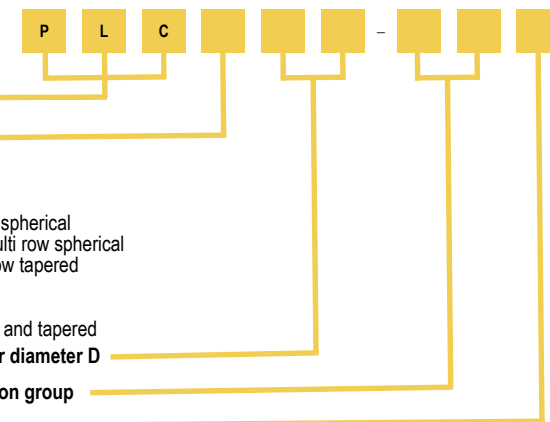 P L C –
spherical
ulti row spherical
ow tapered
and tapered
r diameter D
on group